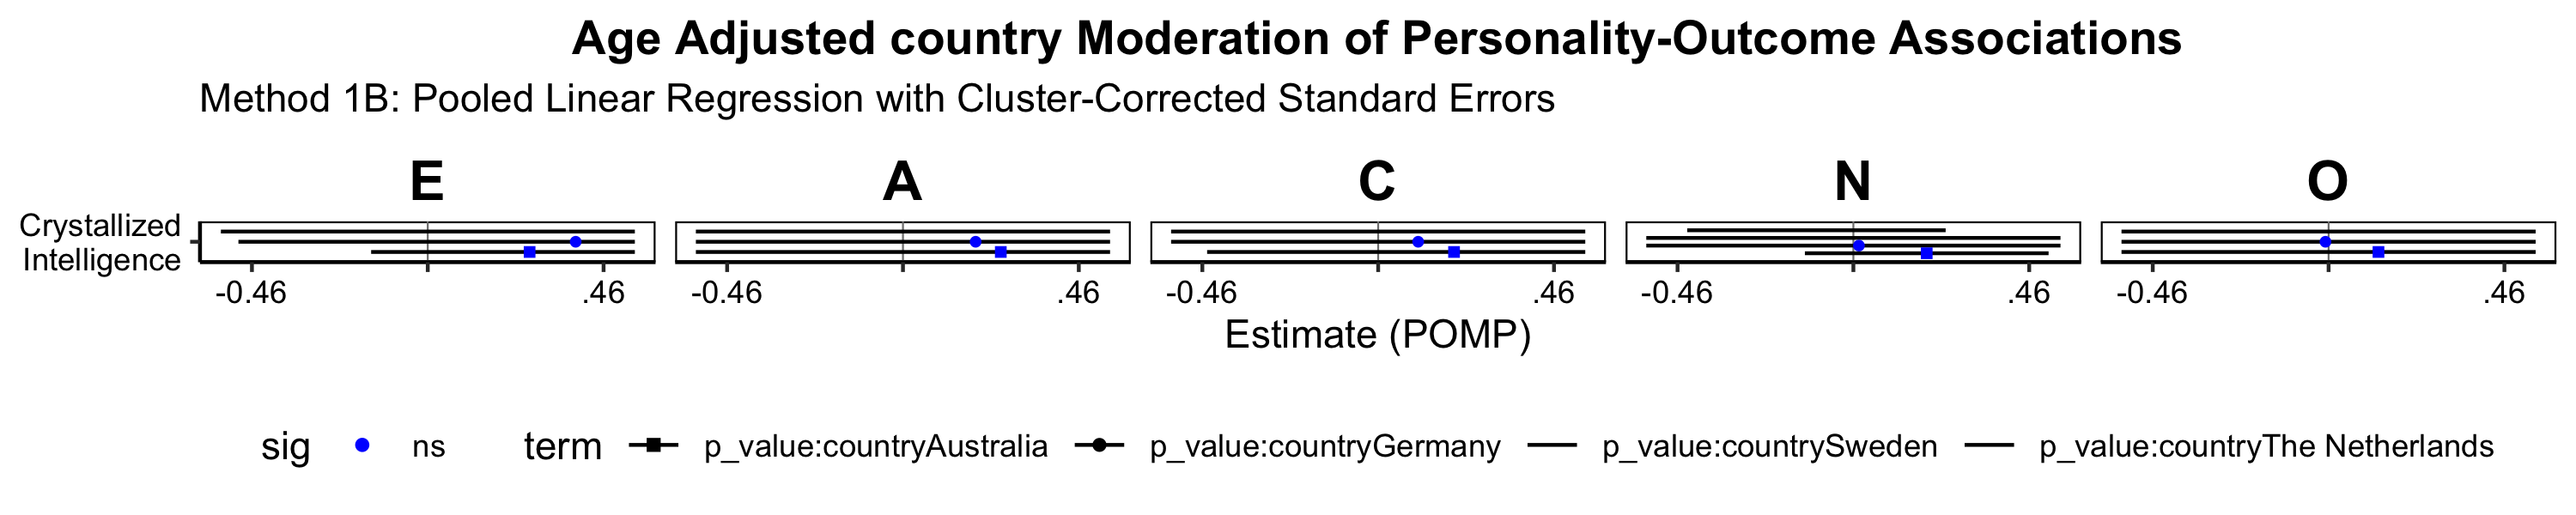 Age Adjusted country Moderation of Personality-Outcome Associations
Method 1B: Pooled Linear Regression with Cluster-Corrected Standard Errors
E A C N O
Crystallized
Intelligence
-0.46 .46 -0.46 .46 -0.46 .46 -0.46 .46 -0.46 .46
Estimate (POMP)
sig ns term p_value:countryAustralia p_value:countryGermany p_value:countrySweden p_value:countryThe Netherlands